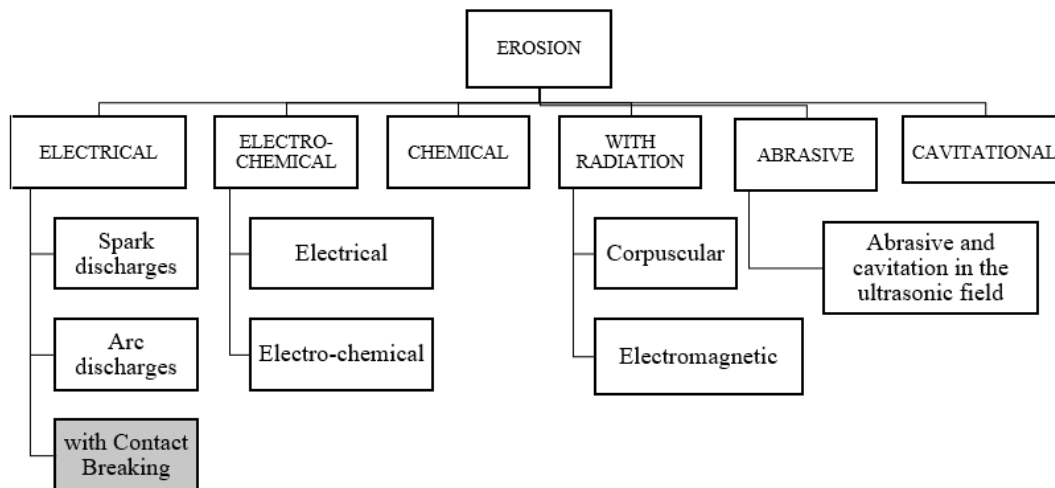 EROSION
ELECTRICAL
ELECTRO-
CHEMICAL
CHEMICAL
WITH
RADIATION
ABRASIVE
CAVITATIONAL
Spark
discharges
Arc
discharges
with Contact
Breaking
Electrical
Electro-chemical
Corpuscular
Electromagnetic
Abrasive and
cavitation in the
ultrasonic field